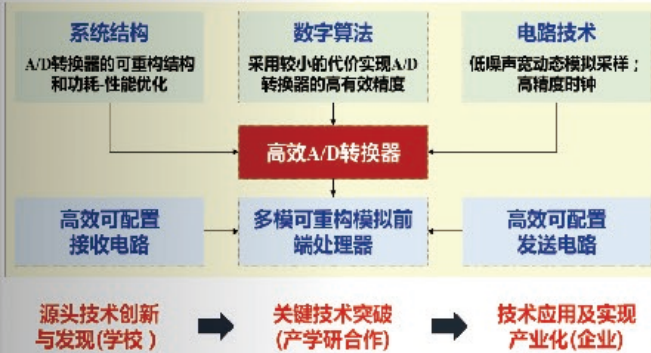 系统结构
A/D转换器的可重构结构
和功耗-性能优化
数字算法
采用较小的代价实现A/D
转换器的高有效精度
电路技术
低噪声宽动态模拟采样；
高精度时钟
高效A/D转换器
高效可配置
接收电路
多模可重构模拟前
端处理器
高效可配置
发送电路
源头技术创新
与发现(学校）
关键技术突破
(产学研合作)
技术应用及实现
产业化(企业)